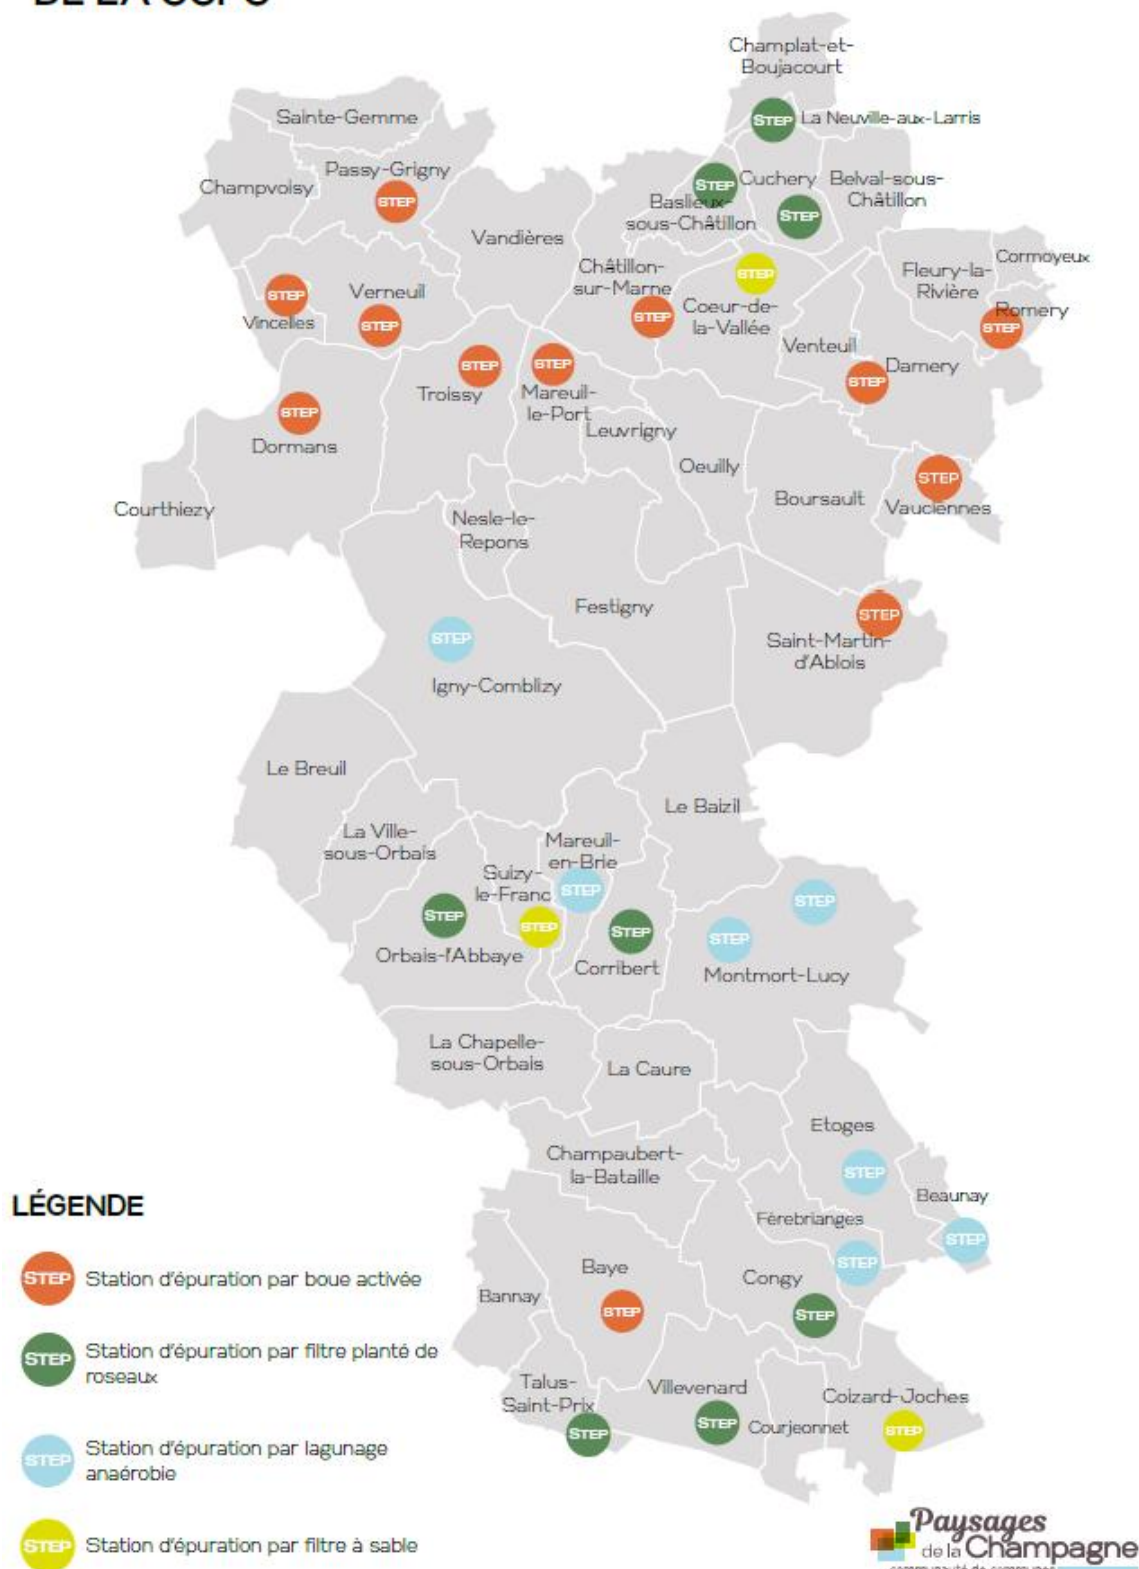 DE LA CCPC
Champlat-et-
Boujacourt
STEP
La Neuville-aux-Larris
Sainte-Gemme
Passy-Grigny
STEP
Champvoisy
STEP
Cuchery
Belval-sous-
Châtillon
Baslieux-
sous-Châtillon
STEP
Vandières
Châtillon-
sur-Marne
STEP
STEP
Coeur-de-
la-Vallée
Fleury-la-
Rivière
Cormoyeux
Romery
STEP
STEP
Vincelles
Verneuil
STEP
Venteuil
STEP
Damery
STEP
Troissy
STEP
Mareuil-
le-Port
Leuvrigny
STEP
Dormans
Oeuilly
Boursault
STEP
Vauciennes
Courthiezy
Nesle-le-
Repons
Festigny
STEP
Saint-Martin-
d'Ablois
STEP
Igny-Comblizy
Le Breuil
Le Baizil
La Ville-
sous-Orbais
Mareuil-
en-Brie
STEP
Suizy-
le-Franc
STEP
STEP
Orbais-l'Abbaye
STEP
Corribert
STEP
STEP
Montmort-Lucy
La Chapelle-
sous-Orbais
La Caure
Etoges
STEP
Champaubert-
la-Bataille
Beaunay
STEP
Férebrianges
STEP
Baye
STEP
Congy
STEP
Bannay
Talus-
Saint-Prix
STEP
Villevenard
STEP
Courjeonnet
Coizard-Joches
STEP
LÉGENDE
STEP Station d'épuration par boue activée
STEP Station d'épuration par filtre planté de
roseaux
STEP Station d'épuration par lagunage
anaérobie
STEP Station d'épuration par filtre à sable
Paysages
de la Champagne